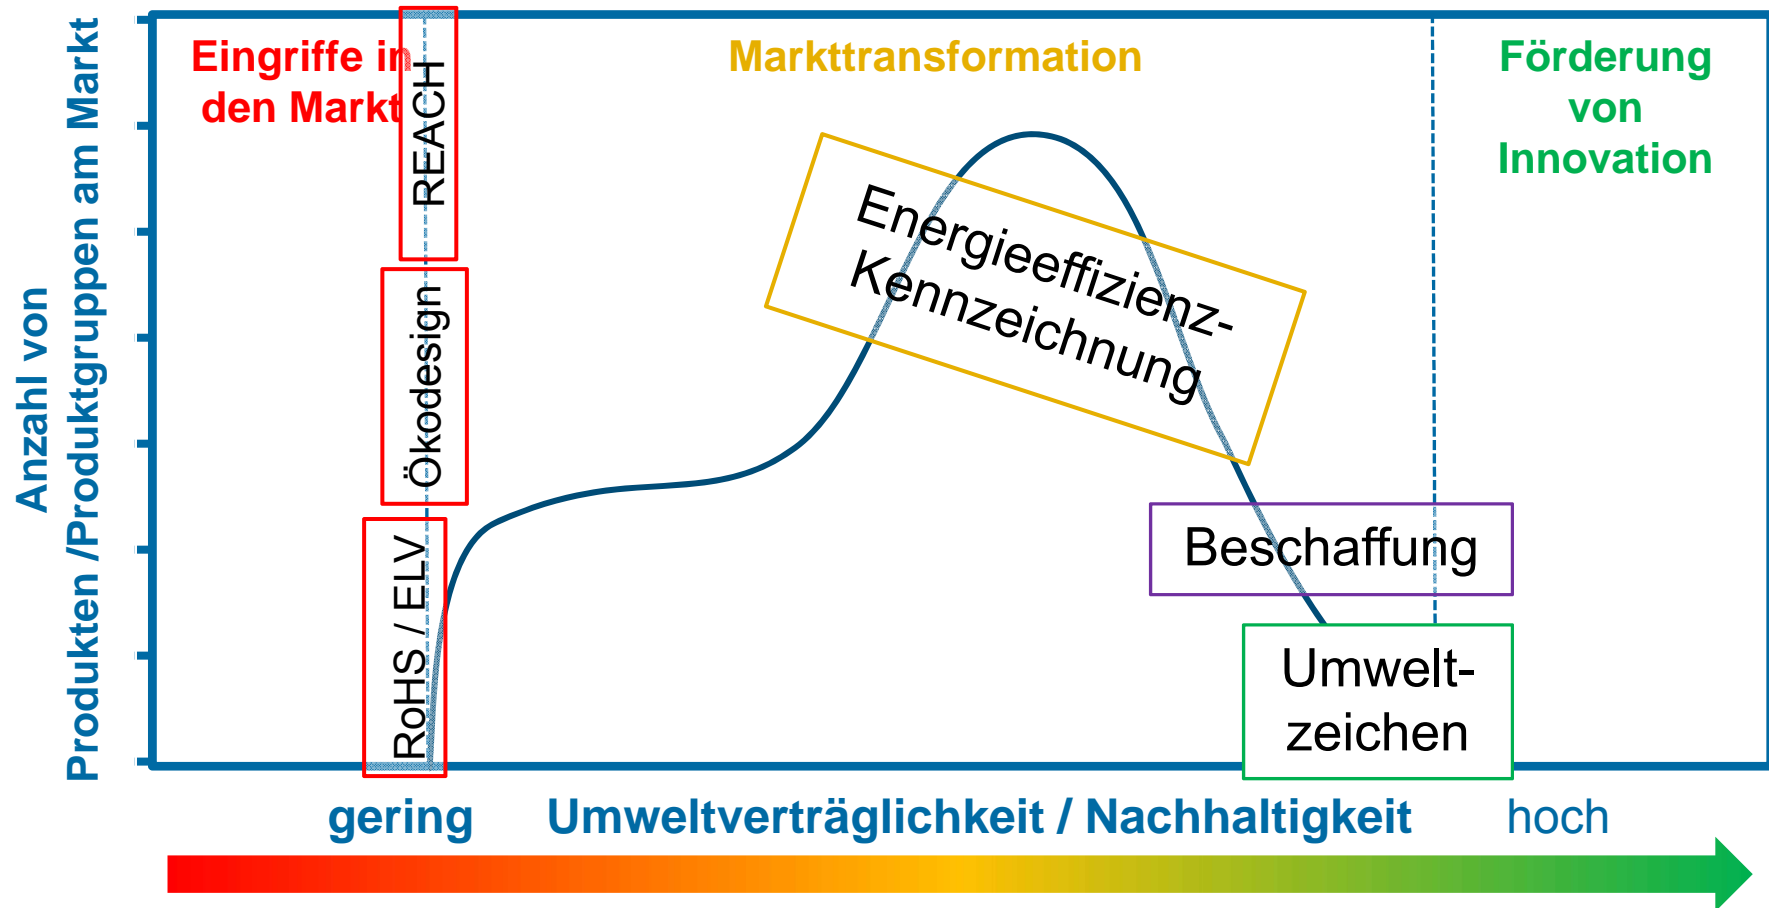 Eingriffe in
den Markt
Markttransformation
Förderung
von
Innovation
Anzahl von
Produkten /Produktgruppen am Markt
REACH
Ökodesign
RoHS / ELV
Energieeffizienz-
Kennzeichnung
Beschaffung
Umwelt-
zeichen
gering Umweltverträglichkeit / Nachhaltigkeit hoch